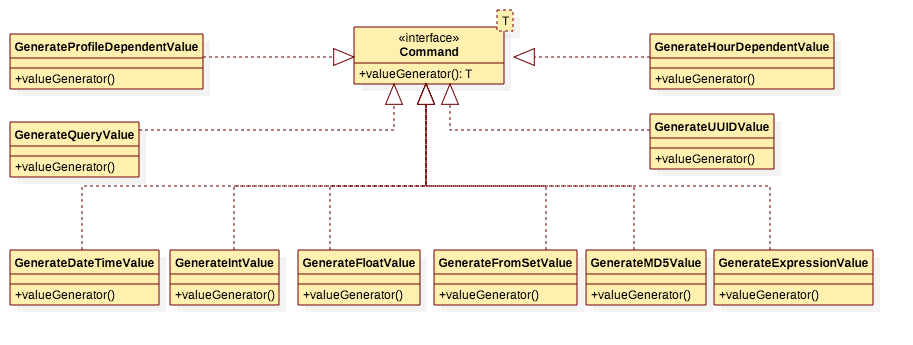 T
«interface»
Command
+valueGenerator(): T
GenerateProfileDependentValue
+valueGenerator()
GenerateHourDependentValue
+valueGenerator()
GenerateQueryValue
+valueGenerator()
GenerateUUIDValue
+valueGenerator()
GenerateDateTimeValue
+valueGenerator()
GenerateIntValue
+valueGenerator()
GenerateFloatValue
+valueGenerator()
GenerateFromSetValue
+valueGenerator()
GenerateMD5Value
+valueGenerator()
GenerateExpressionValue
+valueGenerator()